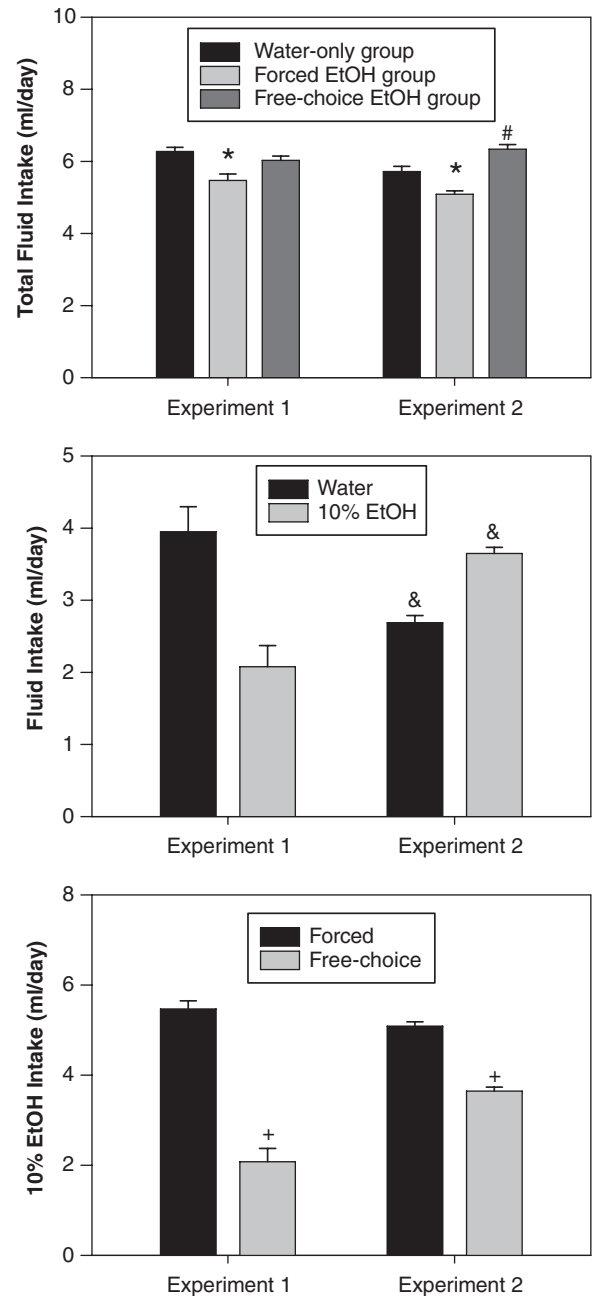 Total Fluid Intake (ml/day)
10
8
6
4
2
0
Water-only group
Forced EtOH group
Free-choice EtOH group
*
*
#
Experiment 1
Experiment 2
Fluid Intake (ml/day)
5
4
3
2
1
0
Water
10% EtOH
&
&
Experiment 1
Experiment 2
10% EtOH Intake (ml/day)
8
6
4
2
0
Forced
Free-choice
+
+
Experiment 1
Experiment 2